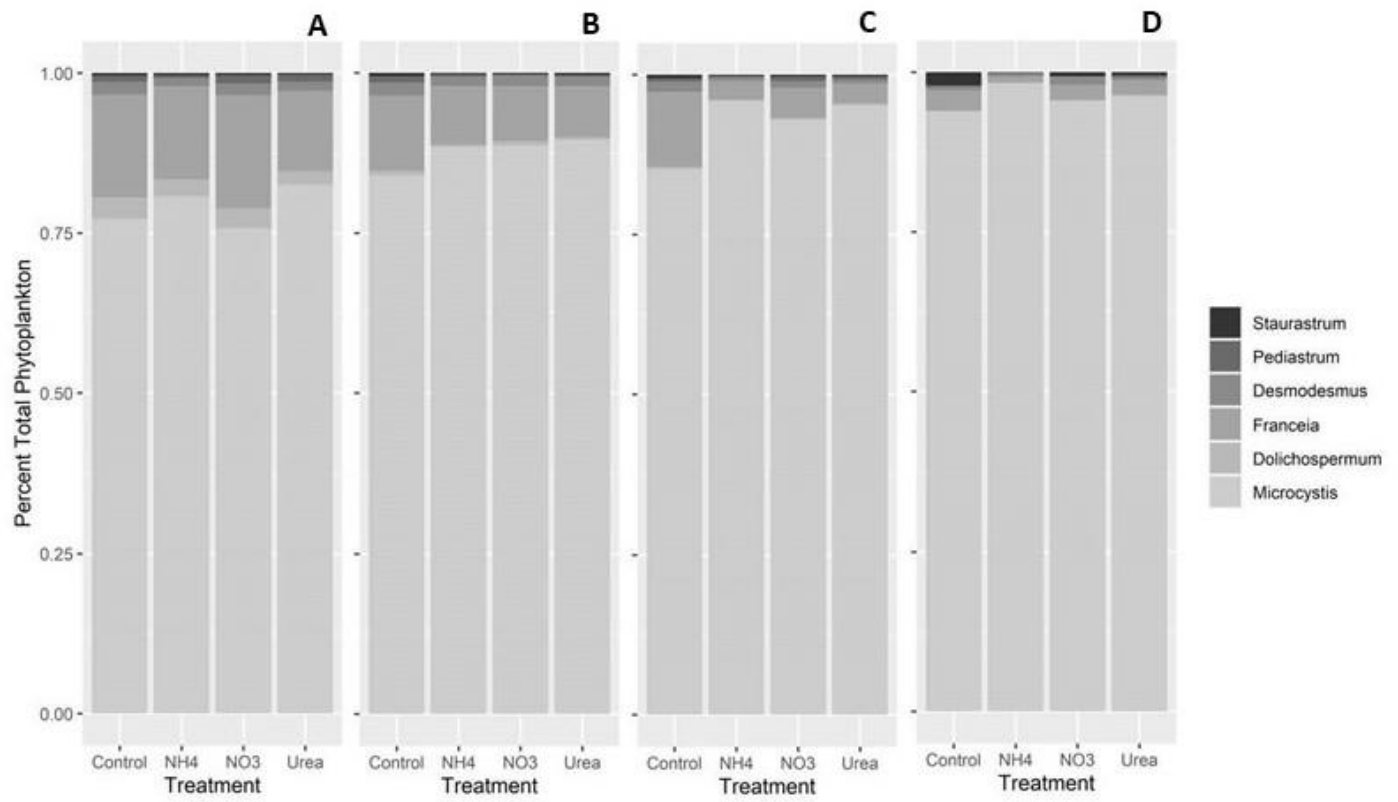 A
B
C
D
Percent Total Phytoplankton
1.00
0.75
0.50
0.25
0.00
Control NH4 NO3 Urea
Treatment
Control NH4 NO3 Urea
Treatment
Control NH4 NO3 Urea
Treatment
Control NH4 NO3 Urea
Treatment
Staurastrum
Pediastrum
Desmodesmus
Franceia
Dolichospermum
Microcystis